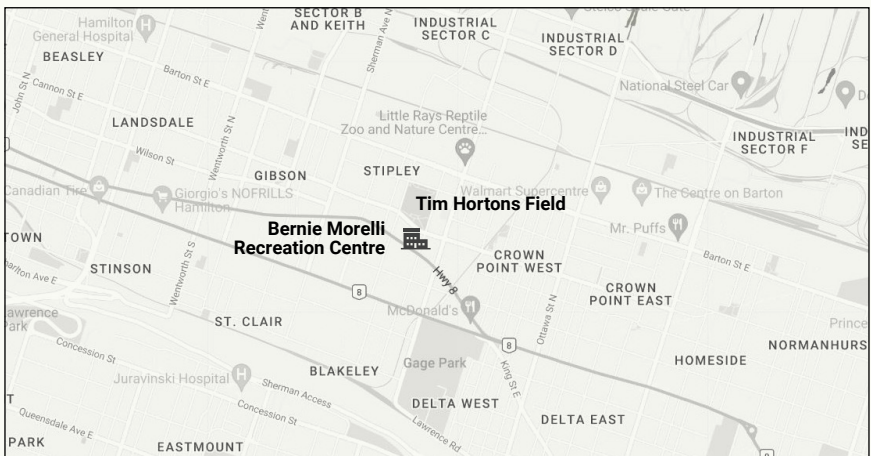 Hamilton
General Hospital
SECTOR B
AND KEITH
Sherman Ave N
INDUSTRIAL
SECTOR C
INDUSTRIAL
SECTOR D
BEASLEY
Barton St E
National Steel Car
John St N
Cannon St E
LANDSDALE
Little Rays Reptile
Zoo and Nature Centre...
INDUSTRIAL
SECTOR F
IND
SE
Wentworth St N
Wilson St
GIBSON
STIPLEY
Canadian Tire
Giorgio's NOFRILLS
Hamilton
Walmart Supercentre
The Centre on Barton
Tim Hortons Field
Mr. Puffs
Bernie Morelli
Recreation Centre
TOWN
STINSON
Wentworth St S
CROWN
POINT WEST
Barton St E
Hwy 8
CROWN
POINT EAST
8
McDonald's
Ottawa St N
ST. CLAIR
Prince
8
NORMANHURS
Concession St
Gage Park
HOMESIDE
Juravinski Hospital
BLAKELEY
King St E
Sherman Access
DELTA WEST
Concession St
DELTA EAST
T
Queensdale Ave E
Lawrence Rd
PARK
EASTMOUNT